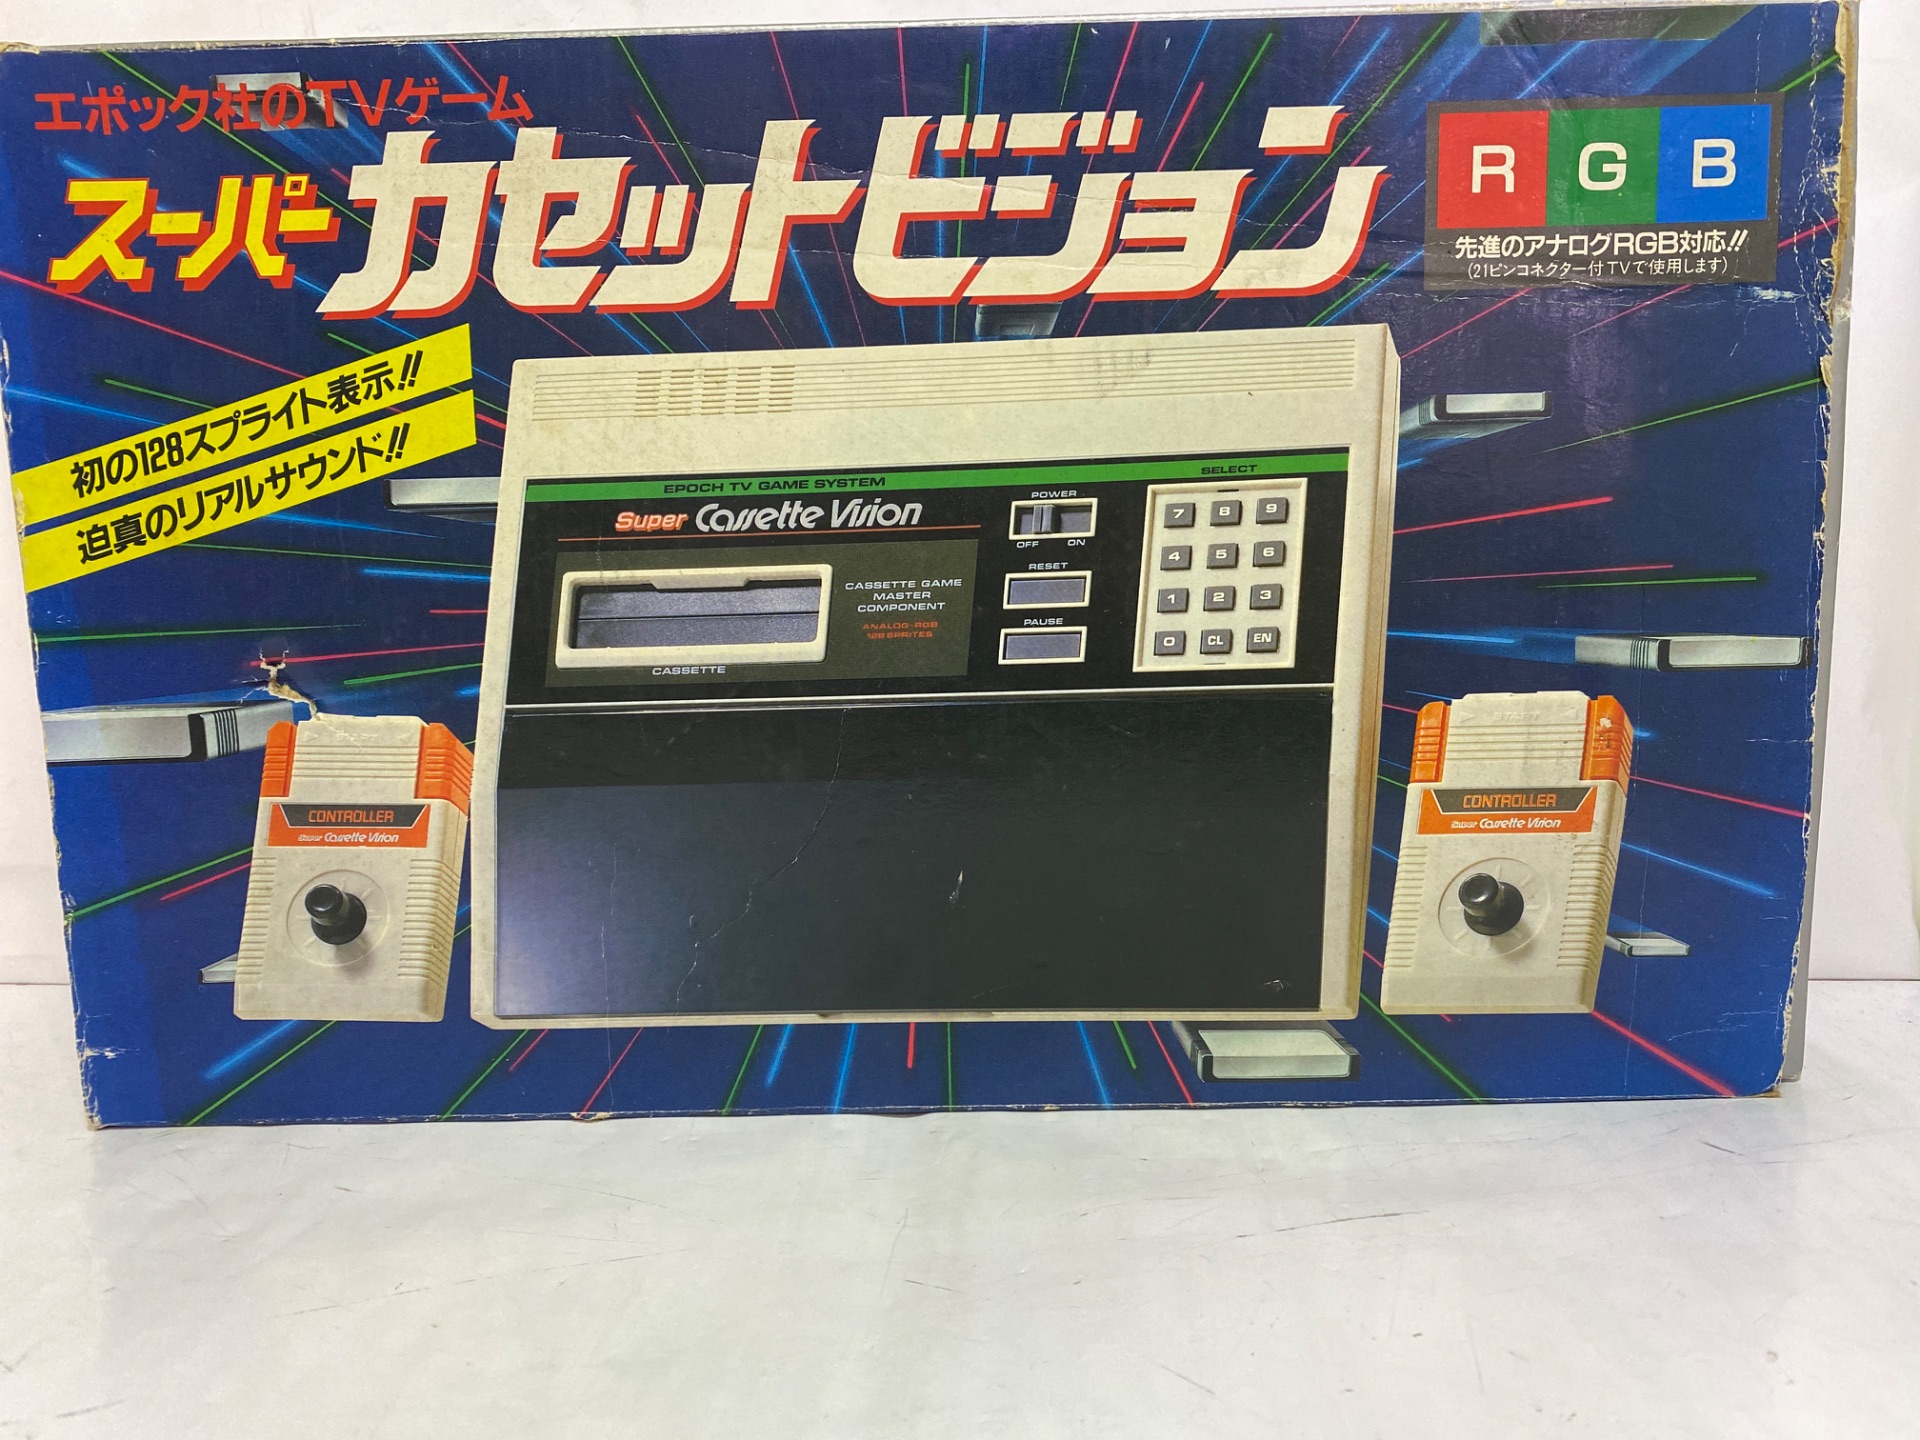 エポック社のTVゲーム
スーパー カセットビジョン
R G B
先進のアナログRGB対応!!
(21ピンコネクター付TVで使用します)
初の128スプライト表示!!
迫真のリアルサウンド!!
EPOCH TV GAME SYSTEM
Super Cassette Vision
CASSETTE GAME
MASTER
COMPONENT
ANALOG-RGB
128 SPRITES
CASSETTE
POWER
OFF ON
RESET
PAUSE
SELECT
7 8 9
4 5 6
1 2 3
0 CL EN
START
CONTROLLER
Super Cassette Vision
START
CONTROLLER
Super Cassette Vision